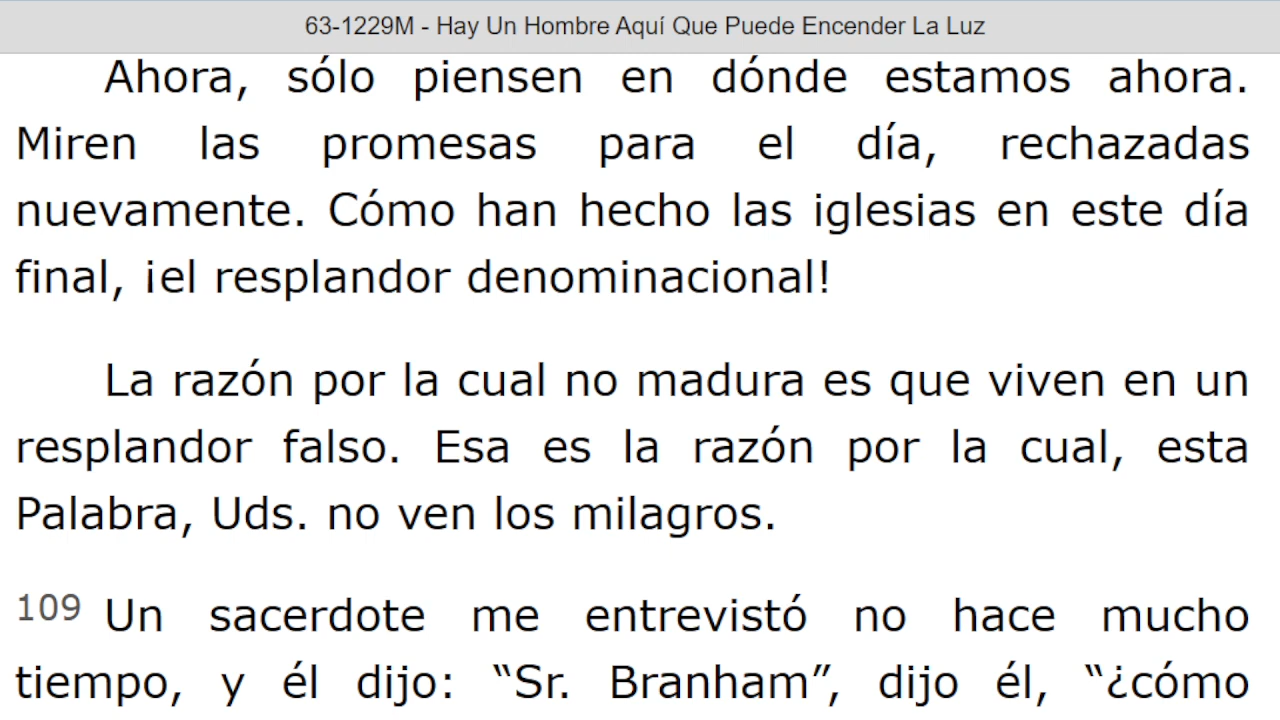 63-1229M - Hay Un Hombre Aquí Que Puede Encender La Luz
Ahora, sólo piensen en dónde estamos ahora.
Miren las promesas para el día, rechazadas
nuevamente. Cómo han hecho las iglesias en este día
final, ¡el resplandor denominacional!
La razón por la cual no madura es que viven en un
resplandor falso. Esa es la razón por la cual, esta
Palabra, Uds. no ven los milagros.
109 Un sacerdote me entrevistó no hace mucho
tiempo, y él dijo: “Sr. Branham”, dijo él, “¿cómo